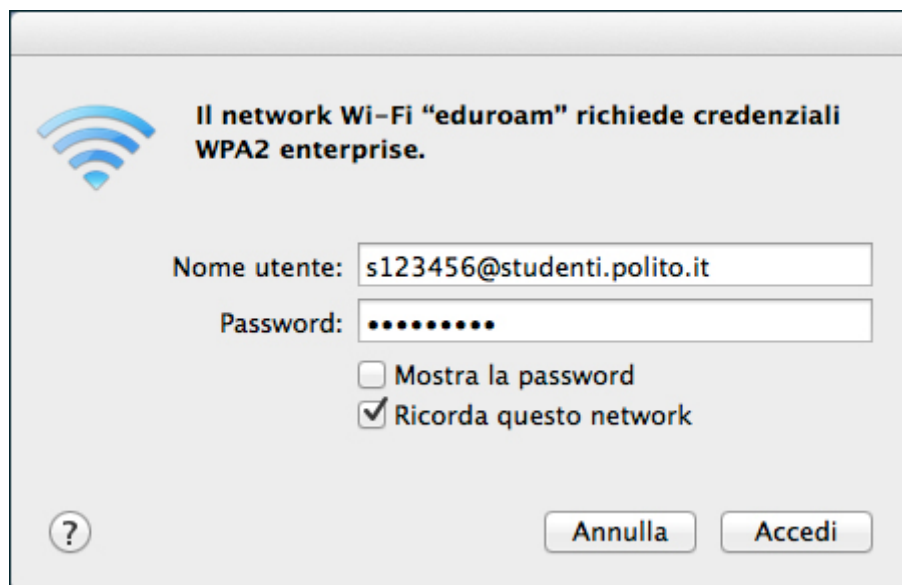 Il network Wi-Fi “eduroam” richiede credenziali
WPA2 enterprise.
Nome utente: s123456@studenti.polito.it
Password: •••••••••
Mostra la password
Ricorda questo network
? Annulla Accedi